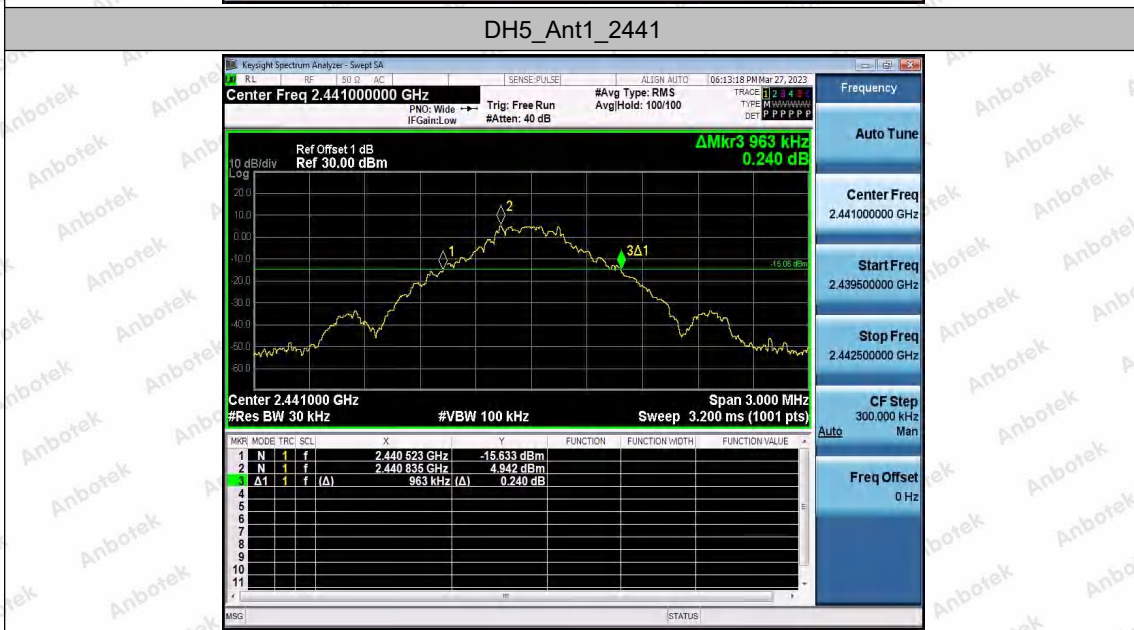 DH5_Ant1_2441
Keysight Spectrum Analyzer - Swept SA
RL RF 50 Ω AC SENSE:PULSE ALIGN AUTO 06:13:18 PM Mar 27, 2023
Center Freq 2.441000000 GHz
PNO: Wide
IFGain:Low
Trig: Free Run
#Atten: 40 dB
#Avg Type: RMS
Avg|Hold: 100/100
TRACE 1 2 3 4
TYPE M
DET P P P P P P
Frequency
Auto Tune
Center Freq
2.441000000 GHz
Start Freq
2.439500000 GHz
Stop Freq
2.442500000 GHz
CF Step
300.000 kHz
Auto Man
Freq Offset
0 Hz
ΔMkr3 963 kHz
0.240 dB
Ref Offset 1 dB
10 dB/div Ref 30.00 dBm
Log
20.0
10.0
0.00
-10.0
-20.0
-30.0
-40.0
-50.0
-60.0
1
2
3Δ1
Center 2.441000 GHz Span 3.000 MHz
#Res BW 30 kHz #VBW 100 kHz Sweep 3.200 ms (1001 pts)
MKR MODE TRC SCL X Y FUNCTION FUNCTION WIDTH FUNCTION VALUE
1 N 1 f 2.440 523 GHz -15.633 dBm
2 N 1 f 2.440 835 GHz 4.942 dBm
3 Δ1 1 f (Δ) 963 kHz (Δ) 0.240 dB
4
5
6
7
8
9
10
11
MSG STATUS
Anbotek